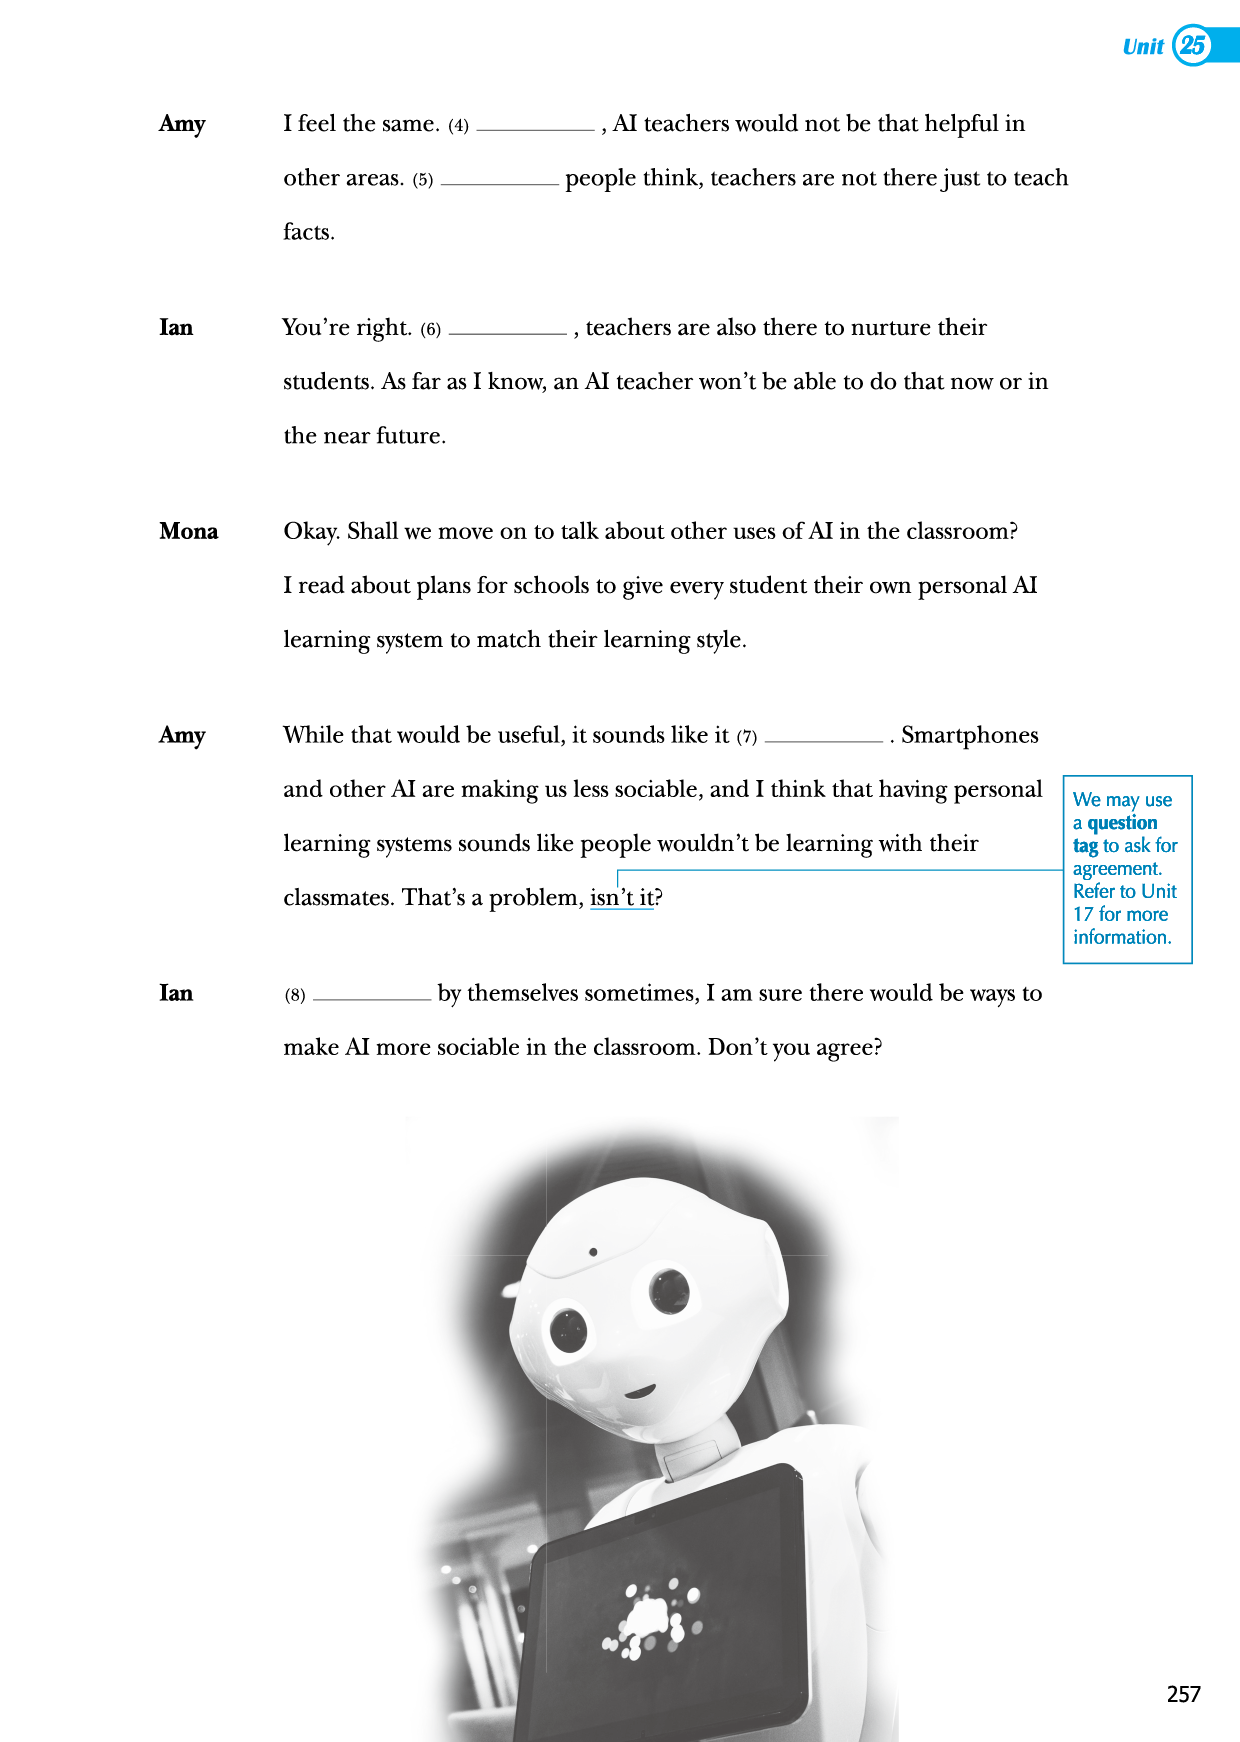 Unit 25
Amy I feel the same. (4) __________ , AI teachers would not be that helpful in
other areas. (5) __________ people think, teachers are not there just to teach
facts.
Ian You’re right. (6) __________ , teachers are also there to nurture their
students. As far as I know, an AI teacher won’t be able to do that now or in
the near future.
Mona Okay. Shall we move on to talk about other uses of AI in the classroom?
I read about plans for schools to give every student their own personal AI
learning system to match their learning style.
Amy While that would be useful, it sounds like it (7) __________ . Smartphones
and other AI are making us less sociable, and I think that having personal
learning systems sounds like people wouldn’t be learning with their
classmates. That’s a problem, isn’t it?
We may use
a question
tag to ask for
agreement.
Refer to Unit
17 for more
information.
Ian (8) __________ by themselves sometimes, I am sure there would be ways to
make AI more sociable in the classroom. Don’t you agree?
257